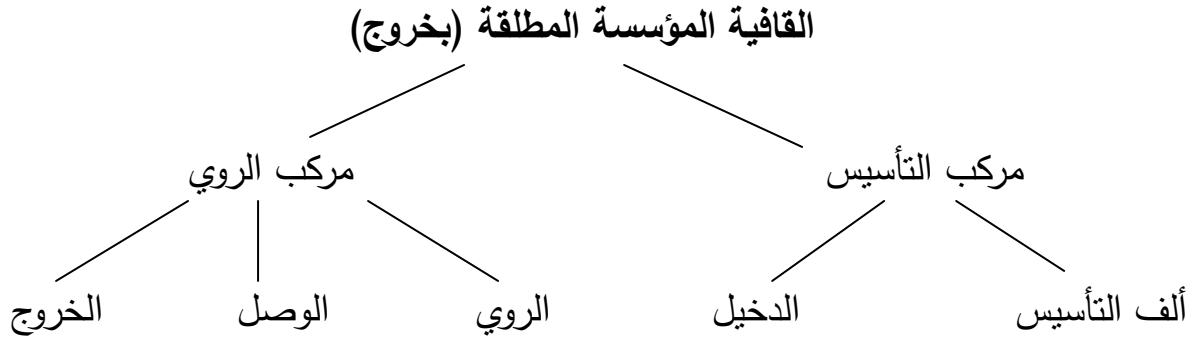 القافية المؤسسة المطلقة (بخروج)
مركب التأسيس مركب الروي
ألف التأسيس الدخيل الروي الوصل الخروج